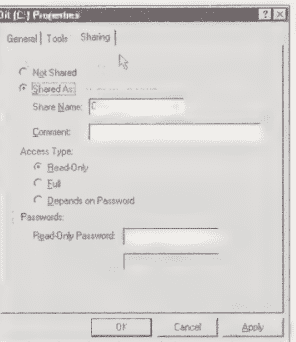 (C:) Properties ? X
General Tools Sharing
Not Shared
Shared As:
Share Name: C
Comment:
Access Type:
Read-Only
Full
Depends on Password
Passwords:
Read-Only Password:
OK Cancel Apply